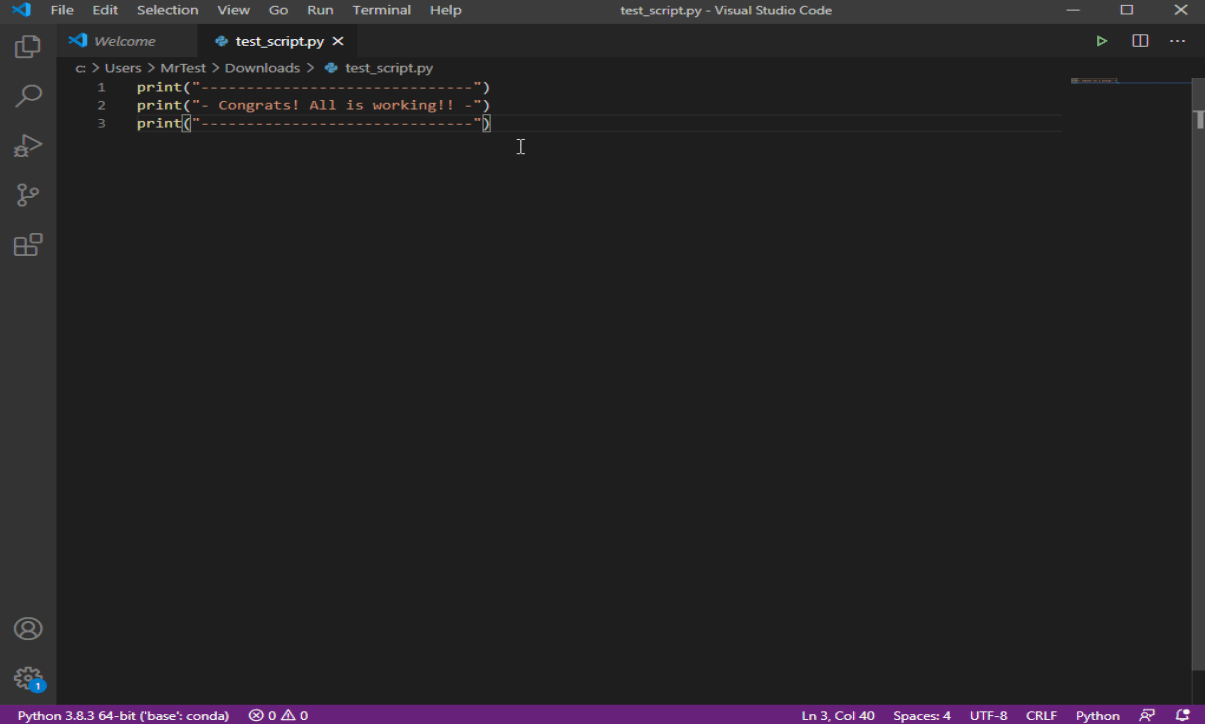 File Edit Selection View Go Run Terminal Help test_script.py - Visual Studio Code
Welcome test_script.py
c: > Users > MrTest > Downloads > test_script.py
1 print("------------------------------")
2 print("- Congrats! All is working!! -")
3 print("------------------------------")
1
Python 3.8.3 64-bit ('base': conda) 0 0 Ln 3, Col 40 Spaces: 4 UTF-8 CRLF Python